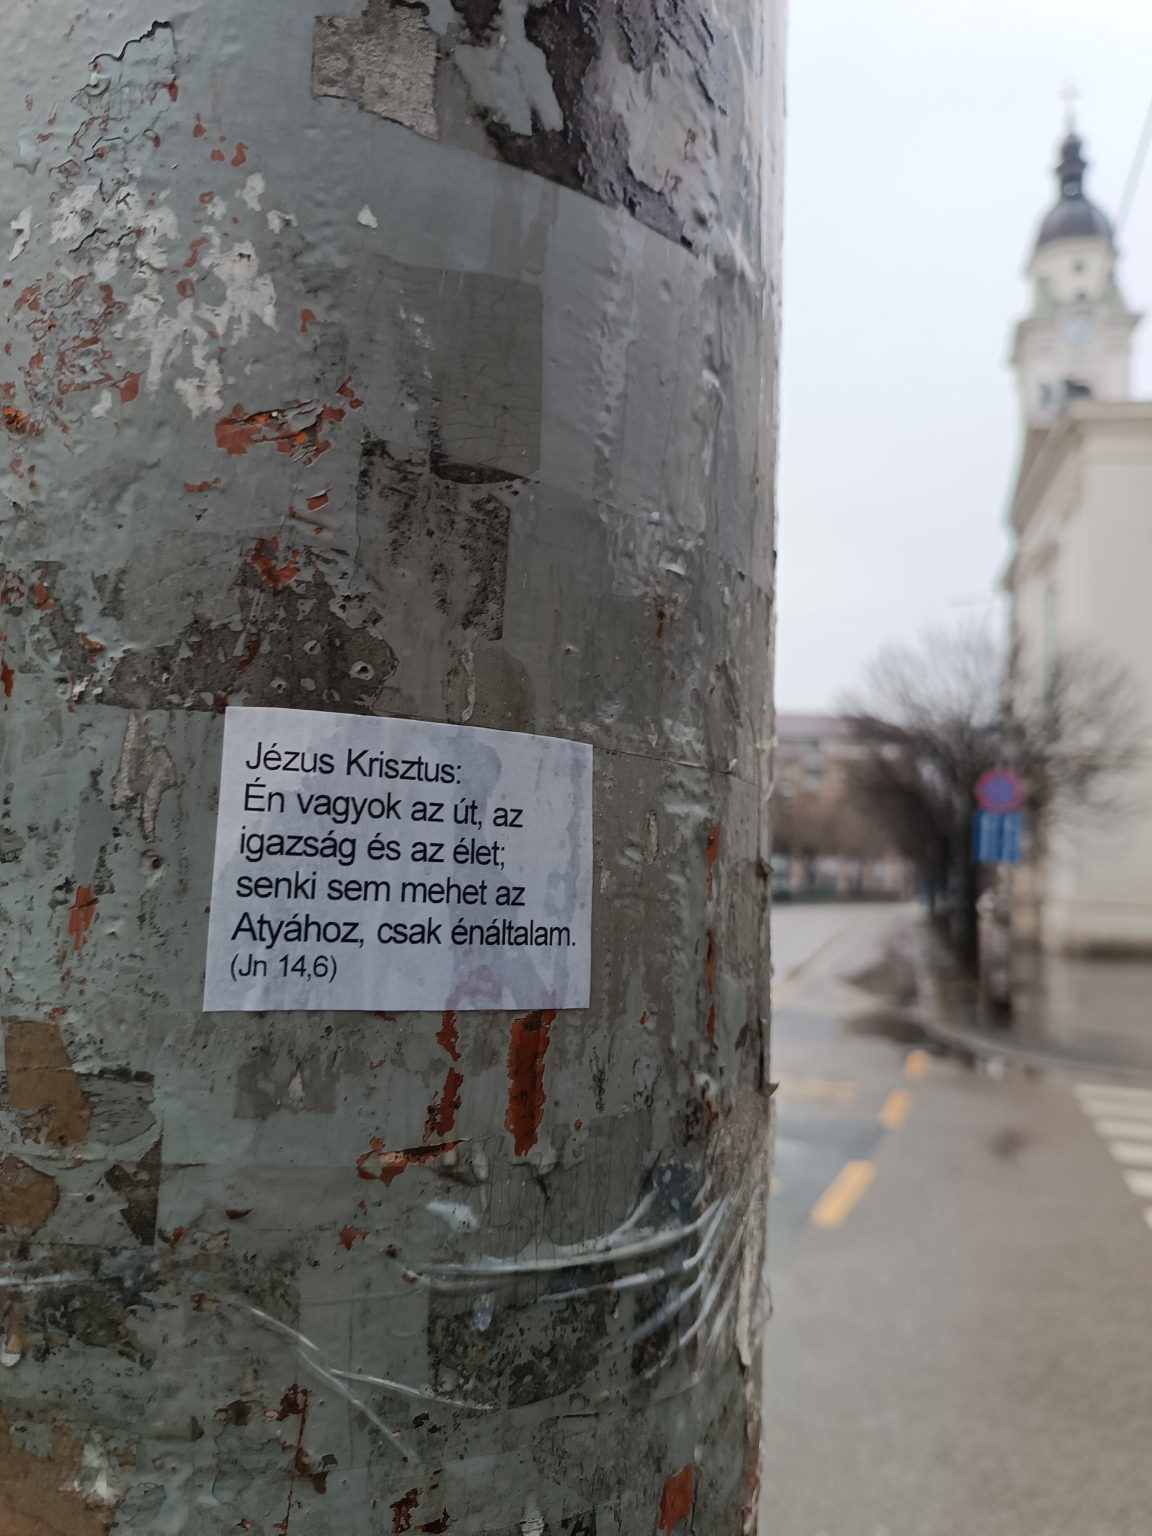 Jézus Krisztus:
Én vagyok az út, az
igazság és az élet;
senki sem mehet az
Atyához, csak énáltalam.
(Jn 14,6)